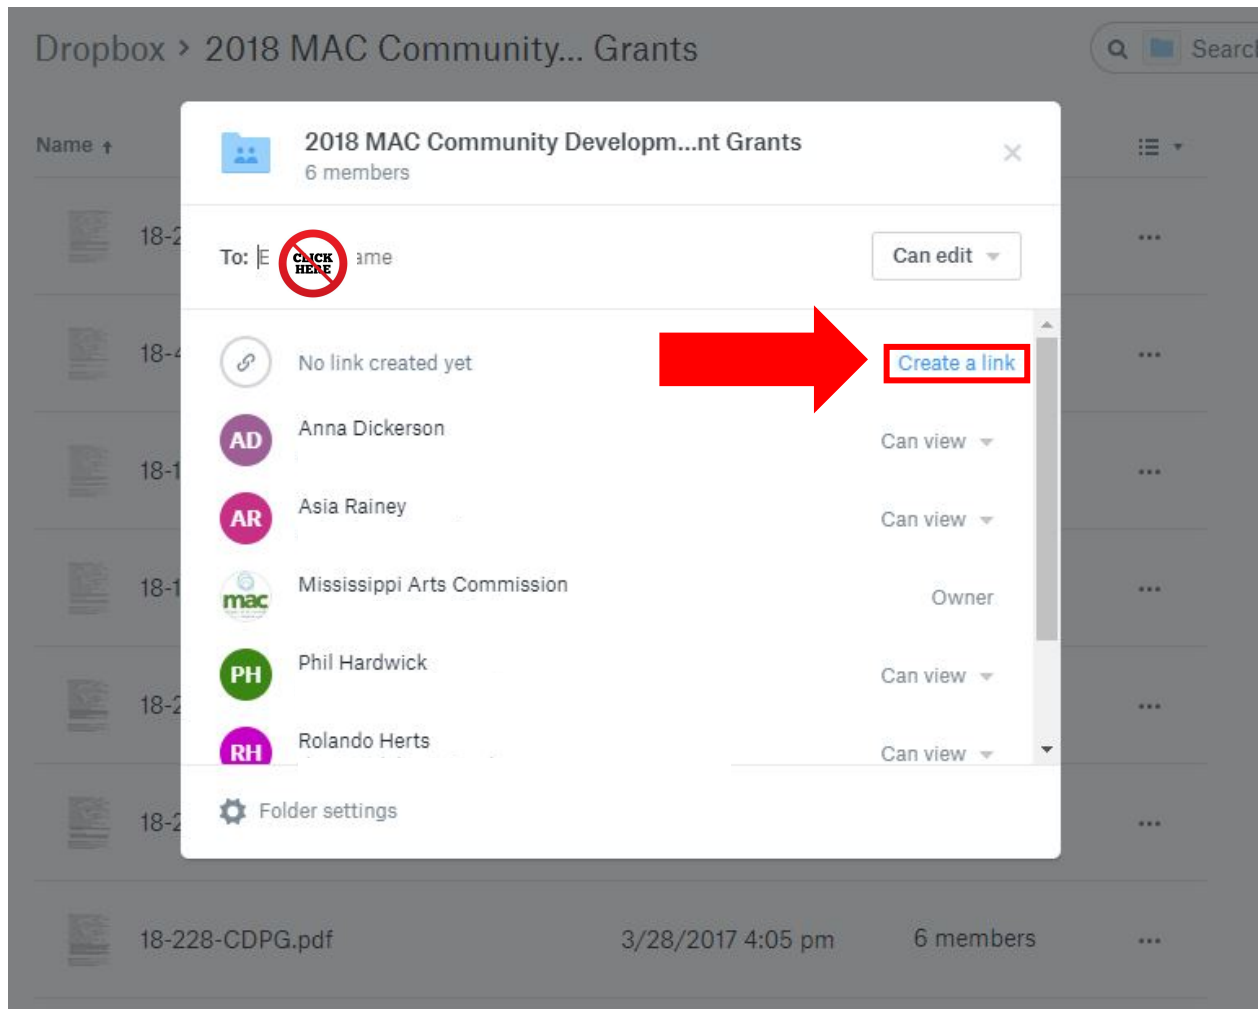 Dropbox > 2018 MAC Community... Grants
Search
Name
2018 MAC Community Developm...nt Grants
6 members
To: E
CLICK
HERE
ame
Can edit
No link created yet
Create a link
AD
Anna Dickerson
Can view
AR
Asia Rainey
Can view
mac
Mississippi Arts Commission
Owner
PH
Phil Hardwick
Can view
RH
Rolando Herts
Can view
Folder settings
18-2
18-4
18-1
18-1
18-2
18-2
18-228-CDPG.pdf
3/28/2017 4:05 pm
6 members